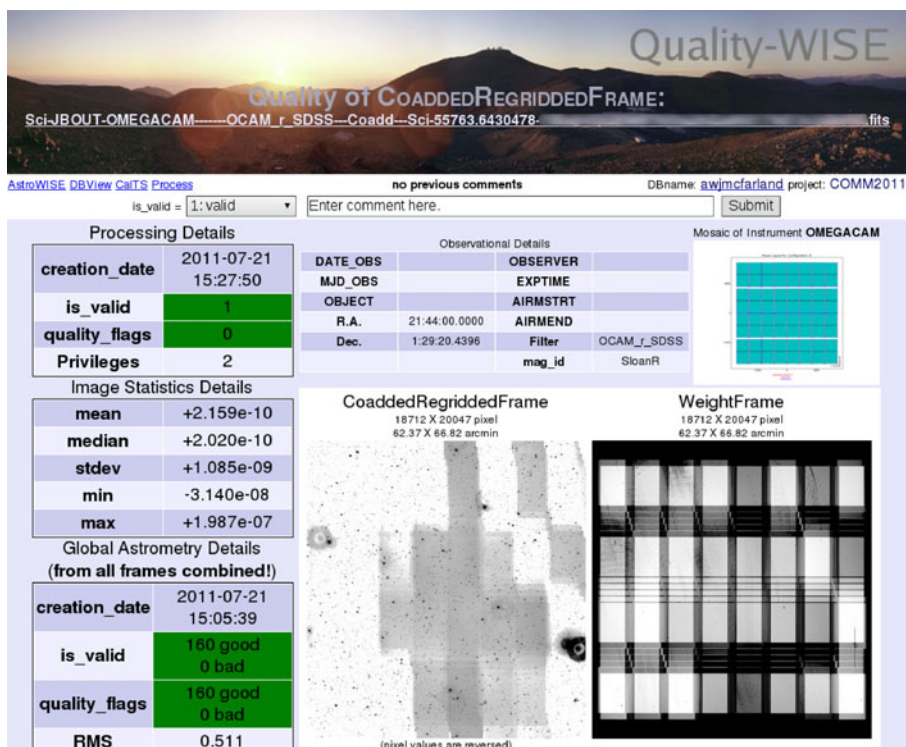 Quality-WISE
Quality of COADDEDREGRIDDEDFRAME:
Sci-JBOUT-OMEGACAM-------OCAM_r_SDSS---Coadd---Sci-55763.6430478- .fits
AstroWISE DBView CalTS Process
no previous comments
DBname: awjmcfarland project: COMM2011
is_valid = 1: valid
Enter comment here.
Submit
Processing Details
creation_date 2011-07-21 15:27:50
is_valid 1
quality_flags 0
Privileges 2
Image Statistics Details
mean +2.159e-10
median +2.020e-10
stdev +1.085e-09
min -3.140e-08
max +1.987e-07
Global Astrometry Details
(from all frames combined!)
creation_date 2011-07-21 15:05:39
is_valid 160 good 0 bad
quality_flags 160 good 0 bad
RMS 0.511
Observational Details
DATE_OBS OBSERVER
MJD_OBS EXPTIME
OBJECT AIRMSTRT
R.A. 21:44:00.0000 AIRMEND
Dec. 1:29:20.4396 Filter OCAM_r_SDSS
mag_id SloanR
Mosaic of Instrument OMEGACAM
CoaddedRegriddedFrame
18712 X 20047 pixel
62.37 X 66.82 arcmin
(pixel values are reversed)
WeightFrame
18712 X 20047 pixel
62.37 X 66.82 arcmin